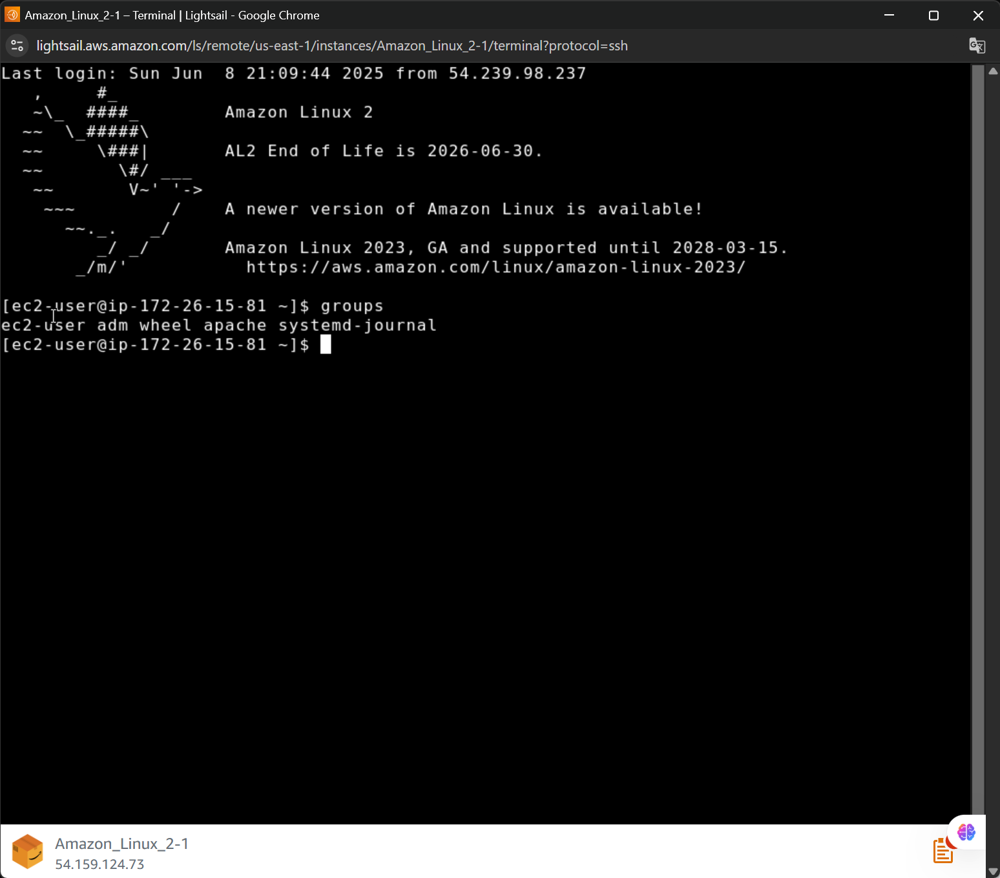 Amazon_Linux_2-1 – Terminal | Lightsail - Google Chrome
lightsail.aws.amazon.com/ls/remote/us-east-1/instances/Amazon_Linux_2-1/terminal?protocol=ssh
Last login: Sun Jun  8 21:09:44 2025 from 54.239.98.237
   ,     #_
   ~\_  ####_        Amazon Linux 2
  ~~  \_#####\
  ~~     \###|       AL2 End of Life is 2026-06-30.
  ~~       \#/ ___
   ~~       V~' '->
    ~~~         /    A newer version of Amazon Linux is available!
      ~~._.   _/
         _/ _/       Amazon Linux 2023, GA and supported until 2028-03-15.
       _/m/'           https://aws.amazon.com/linux/amazon-linux-2023/
[ec2-user@ip-172-26-15-81 ~]$ groups
ec2-user adm wheel apache systemd-journal
[ec2-user@ip-172-26-15-81 ~]$
Amazon_Linux_2-1
54.159.124.73